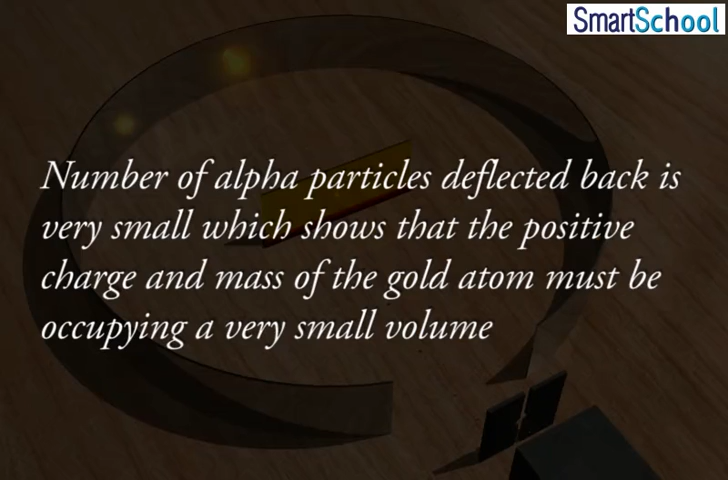 SmartSchool
Number of alpha particles deflected back is
very small which shows that the positive
charge and mass of the gold atom must be
occupying a very small volume